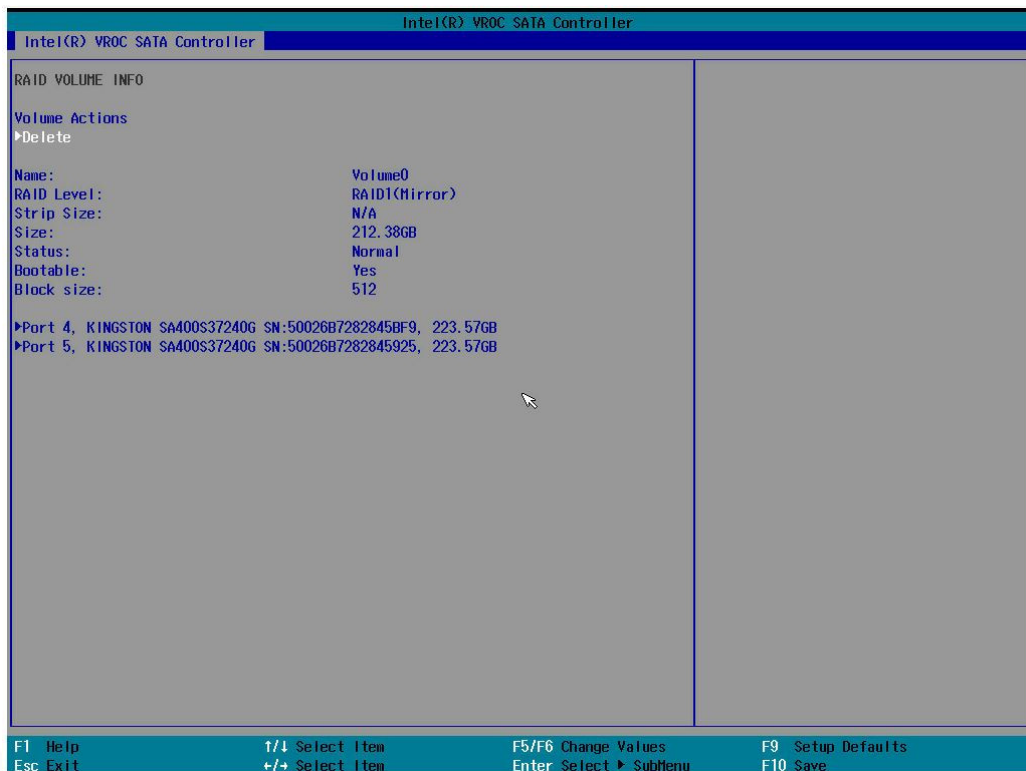 Intel(R) VROC SATA Controller
Intel(R) VROC SATA Controller
RAID VOLUME INFO
Volume Actions
▶Delete
Name: Volume0
RAID Level: RAID1(Mirror)
Strip Size: N/A
Size: 212.38GB
Status: Normal
Bootable: Yes
Block size: 512
▶Port 4, KINGSTON SA400S37240G SN:50026B7282845BF9, 223.57GB
▶Port 5, KINGSTON SA400S37240G SN:50026B7282845925, 223.57GB
F1 Help ↑/↓ Select Item F5/F6 Change Values F9 Setup Defaults
Esc Exit ←/→ Select Item Enter Select ▶ SubMenu F10 Save